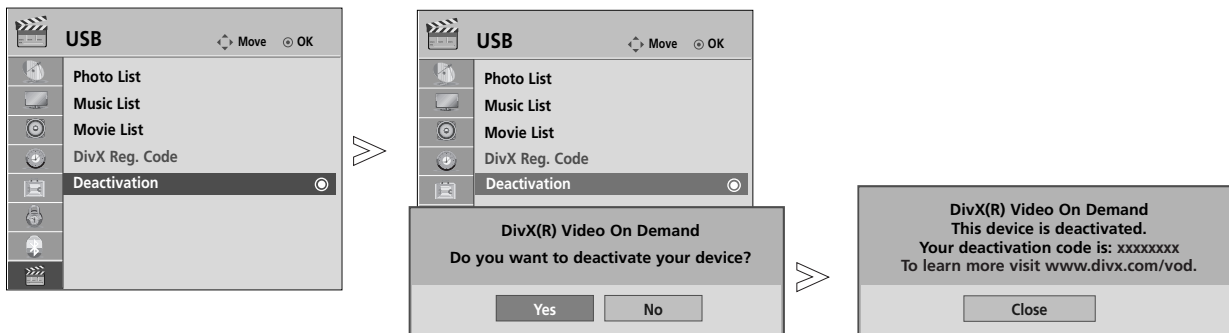 USB
Move OK
Photo List
Music List
Movie List
DivX Reg. Code
Deactivation
USB
Move OK
Photo List
Music List
Movie List
DivX Reg. Code
Deactivation
DivX(R) Video On Demand
Do you want to deactivate your device?
Yes No
DivX(R) Video On Demand
This device is deactivated.
Your deactivation code is: xxxxxxxx
To learn more visit www.divx.com/vod.
Close